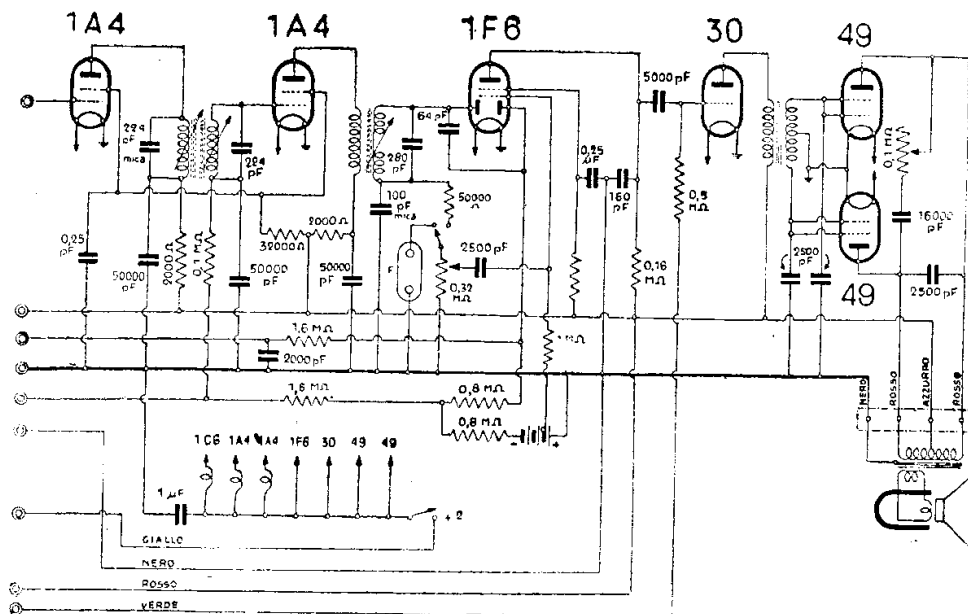 1A4 1A4 1F6 30 49
5000 pF
224 pF mica
224 pF
64 pF
280 pF
0,25 µF
160 pF
0,1 MΩ
0,5 MΩ
100 pF mica
50000 Ω
2000 Ω
32000 Ω
0,25 pF
50000 pF
2000 Ω
0,1 MΩ
50000 pF
50000 pF
F
2500 pF
0,32 MΩ
0,16 MΩ
2500 pF
16000 pF
49
2500 pF
1,6 MΩ
2000 pF
1 MΩ
1,6 MΩ
0,8 MΩ
0,8 MΩ
- +
NERO
ROSSO
AZZURRO
ROSSO
1C6 1A4 1A4 1F6 30 49 49
1 µF
+2
GIALLO
NERO
ROSSO
VERDE